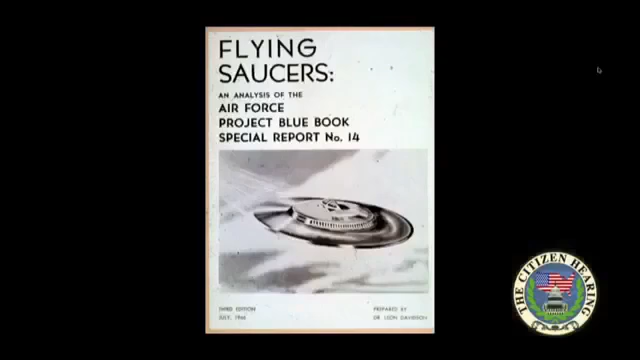 FLYING
SAUCERS:
AN ANALYSIS OF THE
AIR FORCE
PROJECT BLUE BOOK
SPECIAL REPORT No. 14
THIRD EDITION
JULY, 1966
PREPARED BY
DR LEON DAVIDSON
THE CITIZEN HEARING